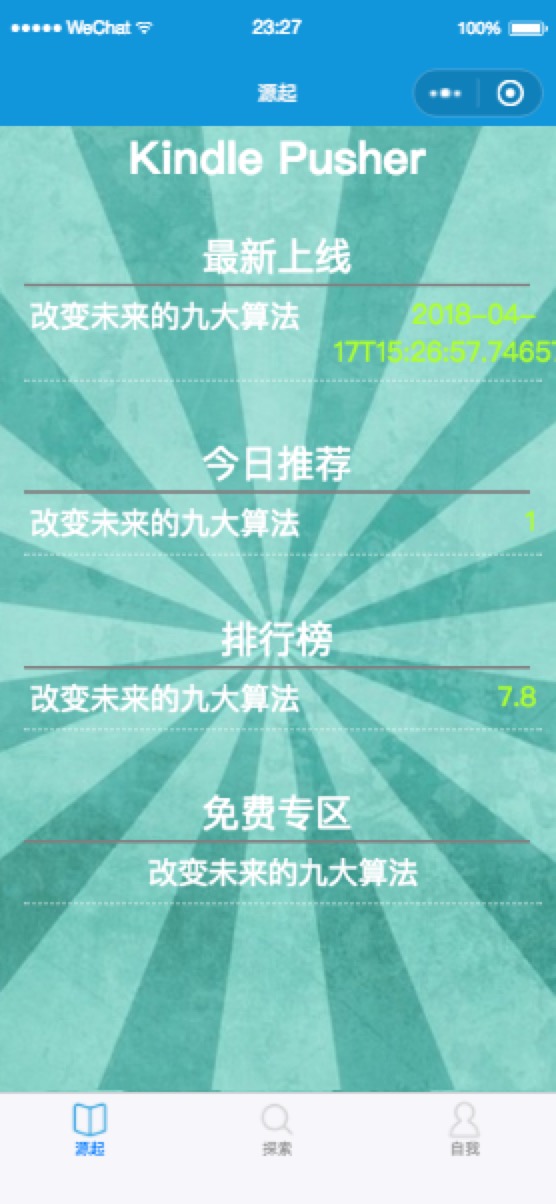 WeChat 23:27 100%
源起
Kindle Pusher
最新上线
改变未来的九大算法 2018-04-
17T15:26:57.7465
今日推荐
改变未来的九大算法 1
排行榜
改变未来的九大算法 7.8
免费专区
改变未来的九大算法
源起 探索 自我